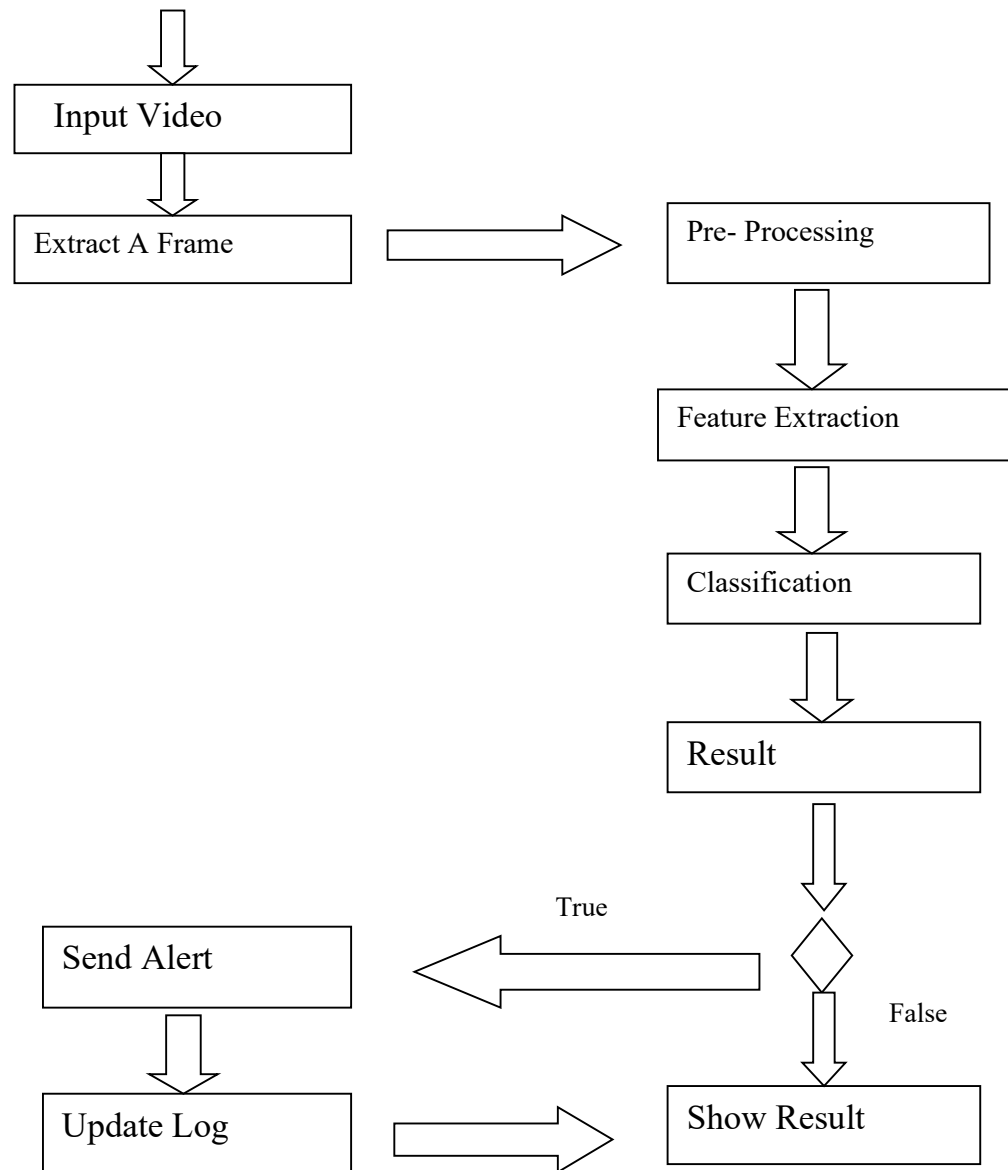 Input Video
Extract A Frame
Pre- Processing
Feature Extraction
Classification
Result
True
Send Alert
False
Update Log
Show Result